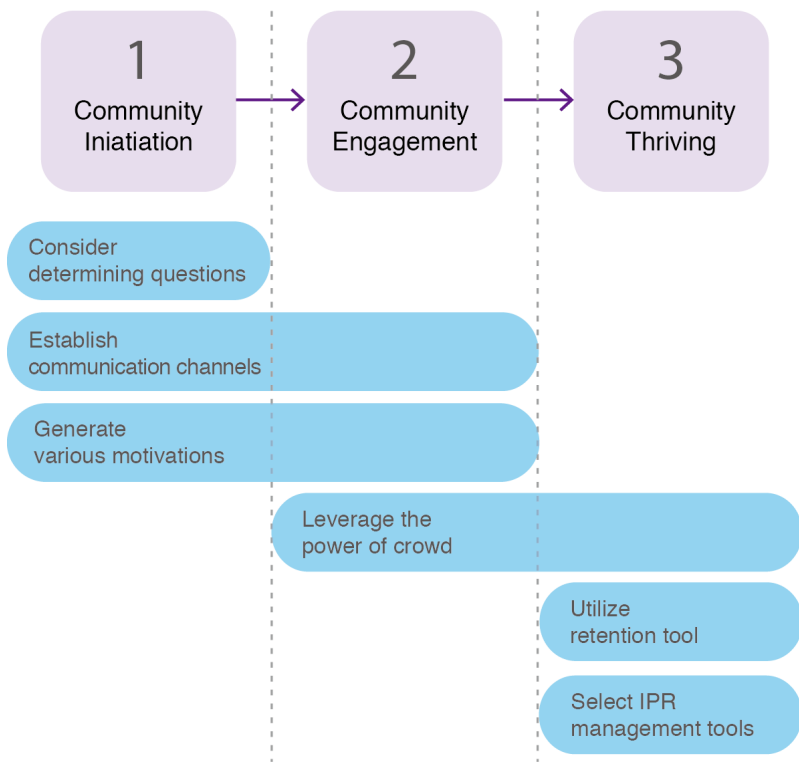 1
Community
Iniatiation
2
Community
Engagement
3
Community
Thriving
Consider
determining questions
Establish
communication channels
Generate
various motivations
Leverage the
power of crowd
Utilize
retention tool
Select IPR
management tools